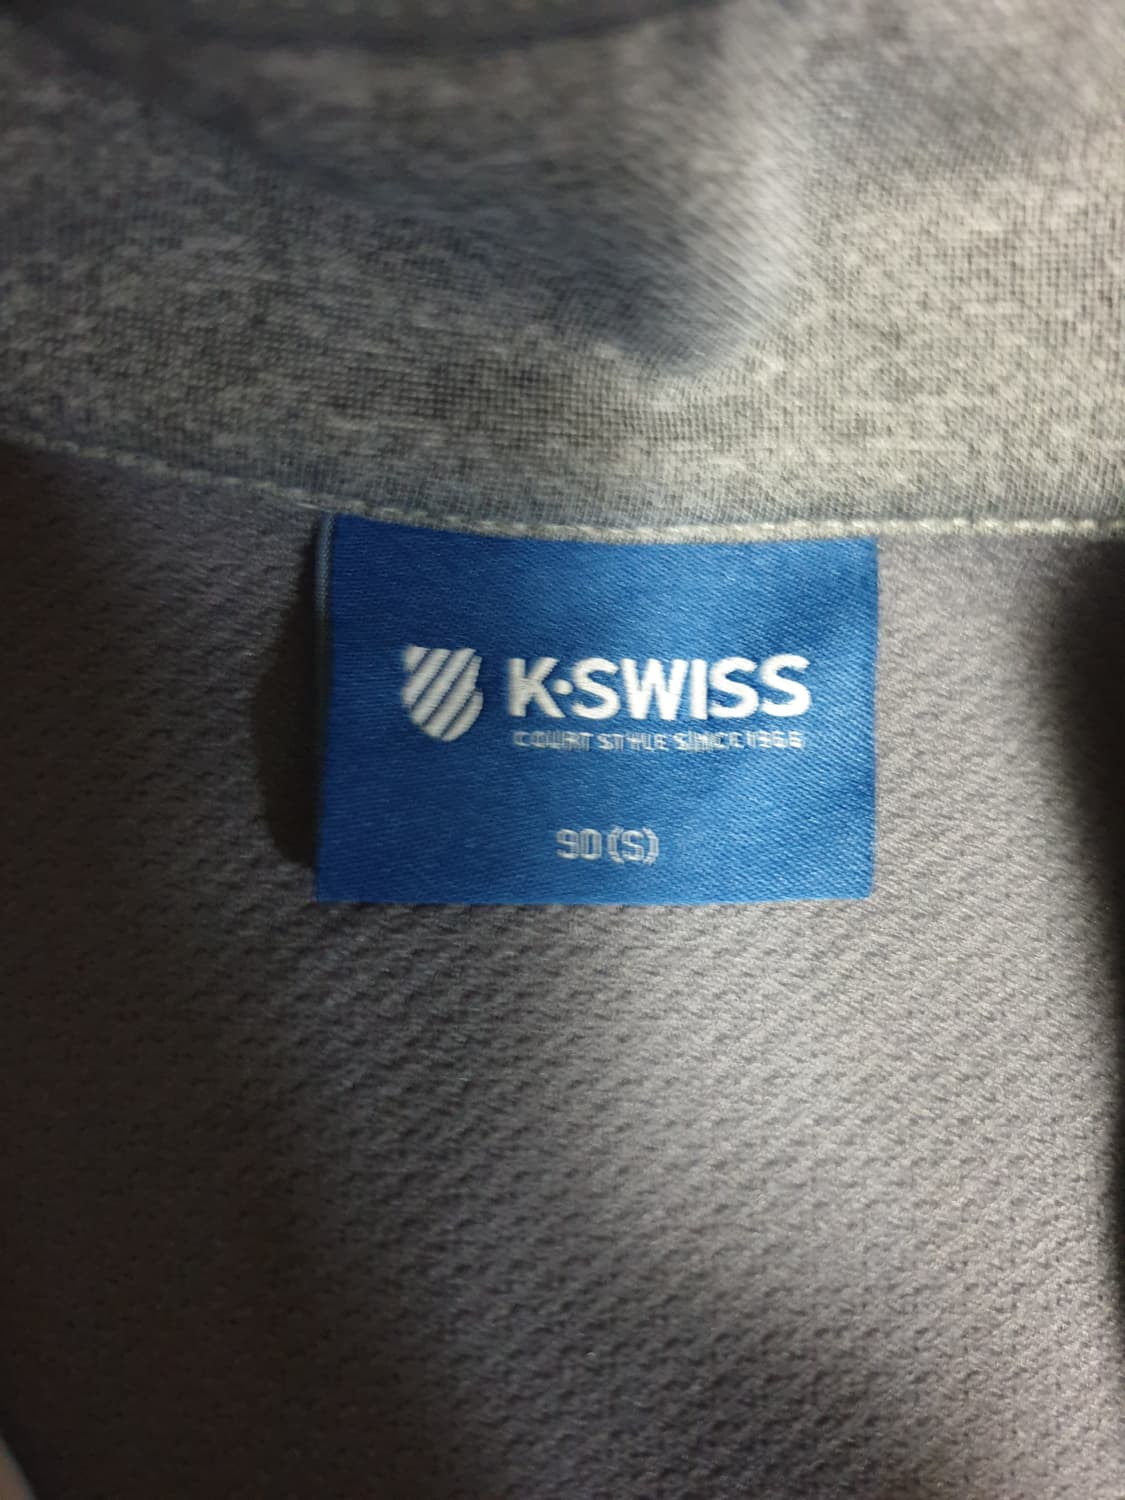 K·SWISS
COURT STYLE SINCE 1966
90(S)